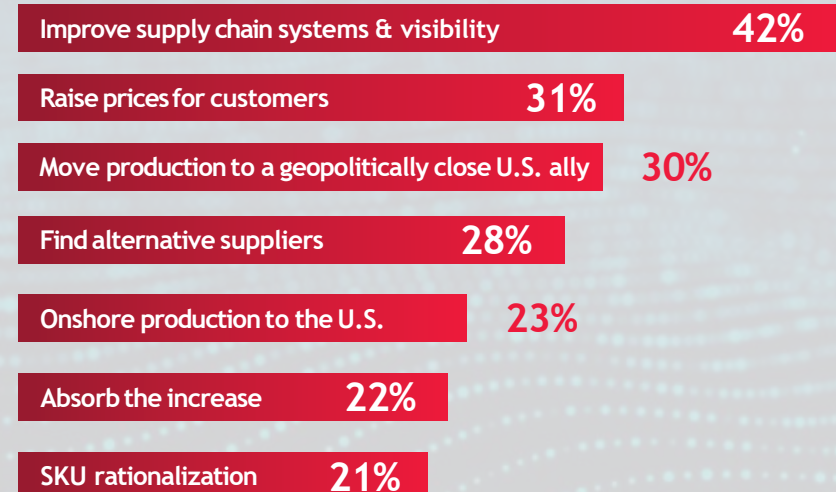 Improve supply chain systems & visibility 42%
Raise prices for customers 31%
Move production to a geopolitically close U.S. ally 30%
Find alternative suppliers 28%
Onshore production to the U.S. 23%
Absorb the increase 22%
SKU rationalization 21%